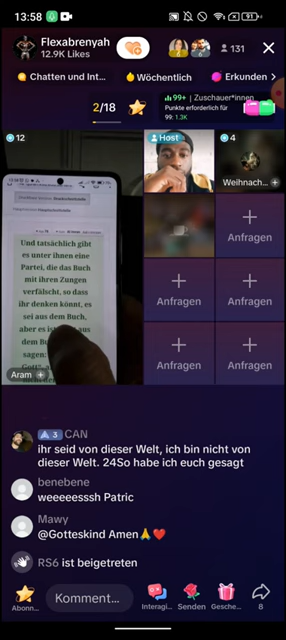 13:58
91
Flexabrenyah
12.9K Likes
6
131
Chatten und Int...
Wöchentlich
Erkunden
2/18
99+ | Zuschauer*innen
Punkte erforderlich für
99: 1.3K
12
Host
4
Weihnach...
Und tatsächlich gibt
es unter ihnen eine
Partei, die das Buch
mit ihren Zungen
verfälscht, so dass
ihr denken könnt, es
sei aus dem Buch,
aber es
aus
dem
sagen:
Aram
Anfragen
Anfragen
Anfragen
Anfragen
Anfragen
Anfragen
3 CAN
ihr seid von dieser Welt, ich bin nicht von
dieser Welt. 24So habe ich euch gesagt
benebene
weeeeesssh Patric
Mawy
@Gotteskind Amen🙏❤️
RS6 ist beigetreten
Abonn...
Komment...
Interagi...
Senden
Gesche...
8